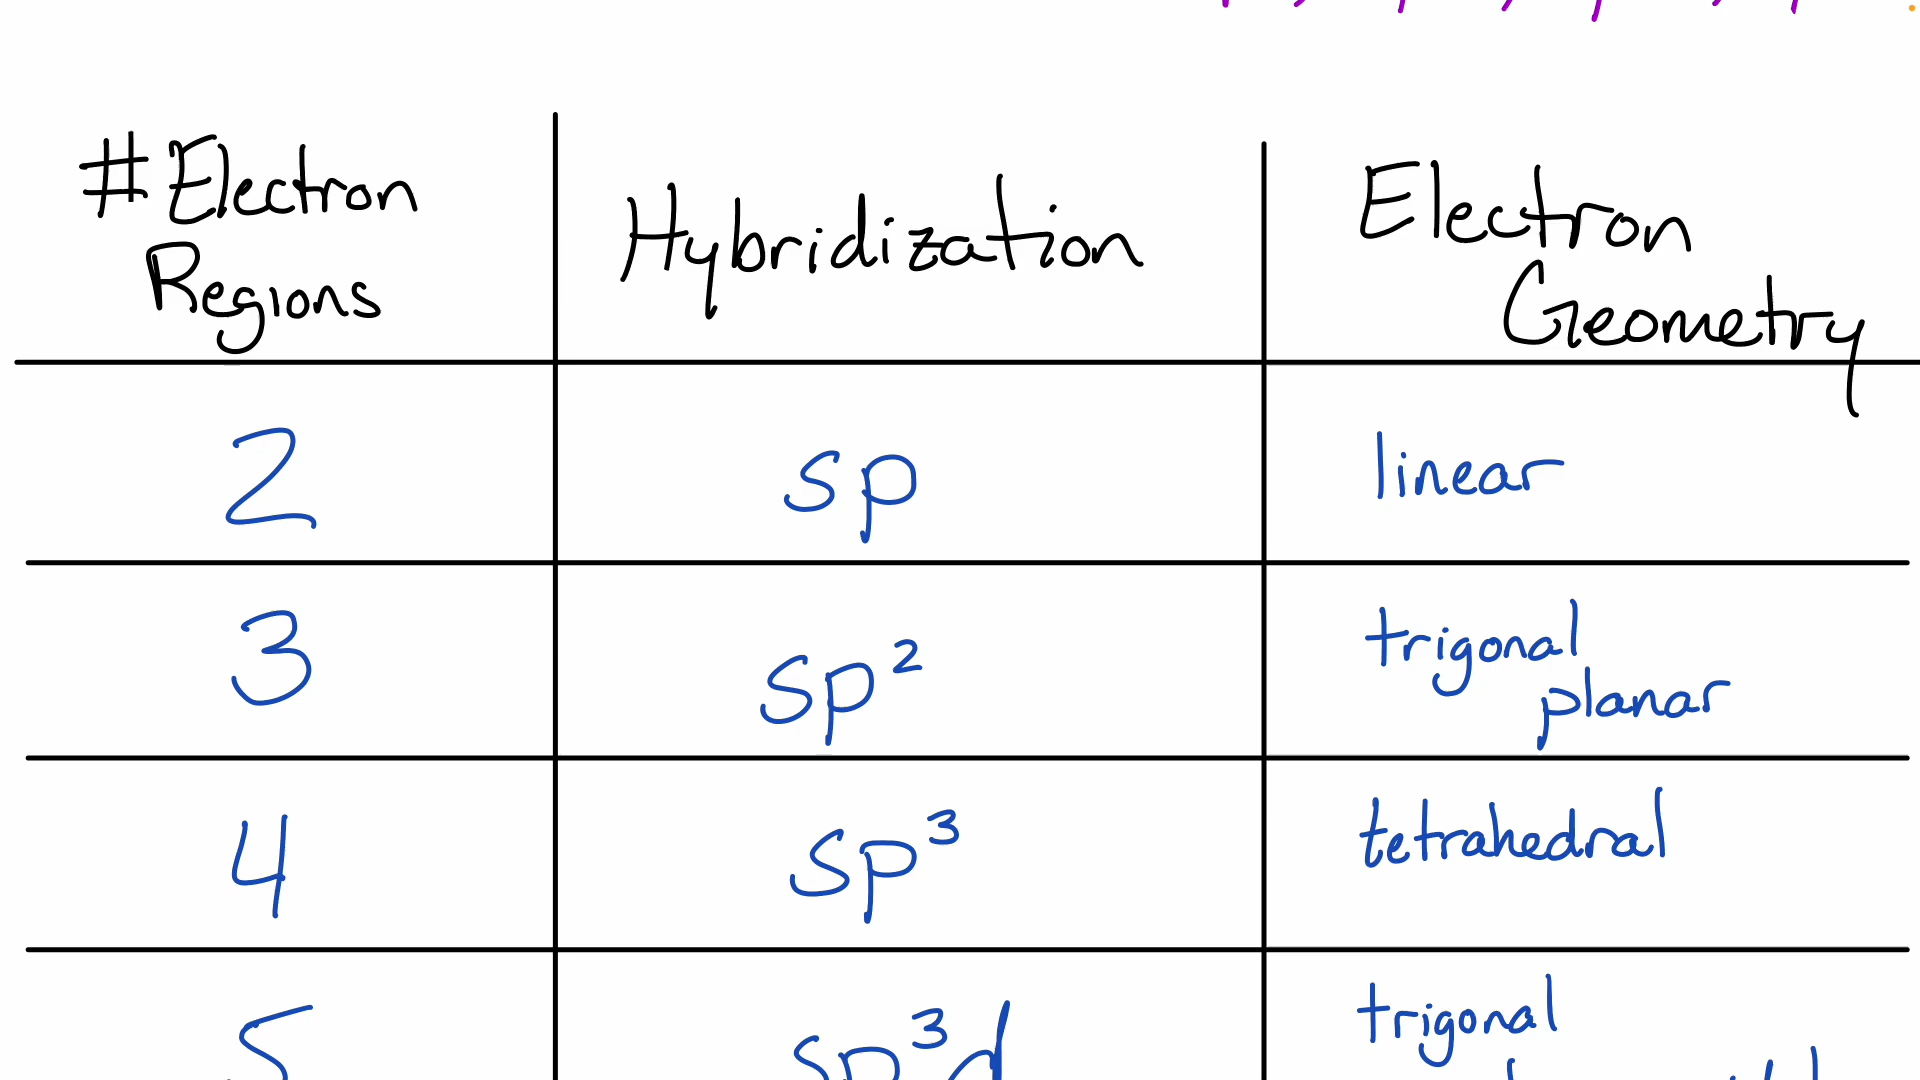 # Electron Regions
Hybridization
Electron Geometry
2
sp
linear
3
sp²
trigonal planar
4
sp³
tetrahedral
5
sp³d
trigonal